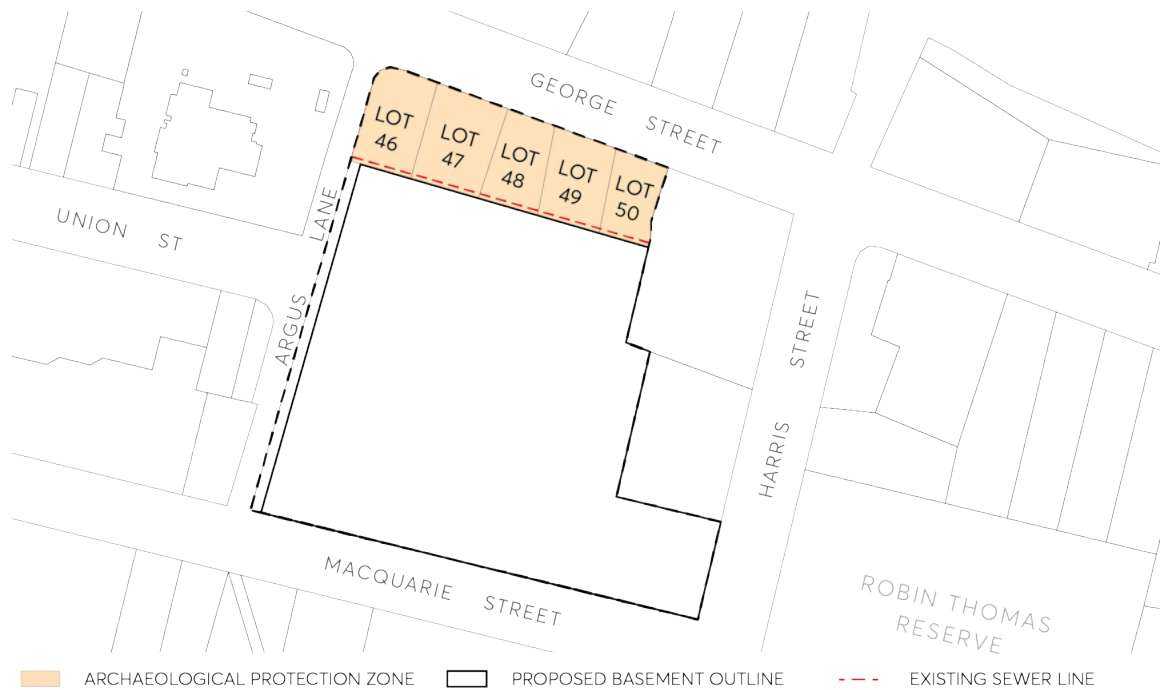 GEORGE STREET
LOT
46
LOT
47
LOT
48
LOT
49
LOT
50
UNION ST
ARGUS LANE
HARRIS STREET
MACQUARIE STREET
ROBIN THOMAS
RESERVE
ARCHAEOLOGICAL PROTECTION ZONE
PROPOSED BASEMENT OUTLINE
EXISTING SEWER LINE